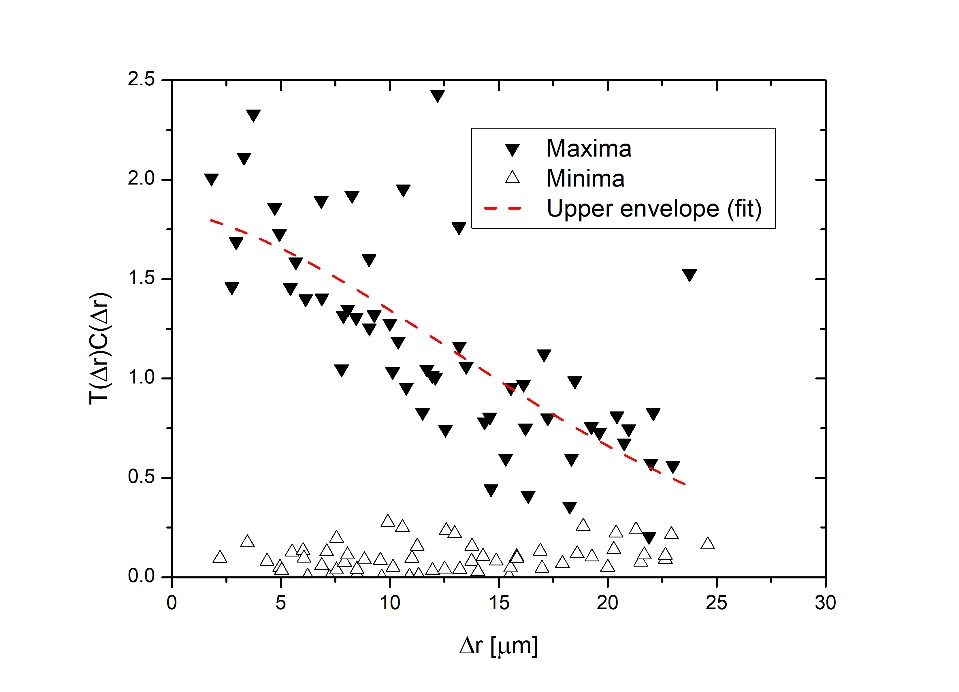 2.5
2.0
1.5
1.0
0.5
0.0
T(Δr)C(Δr)
Maxima
Minima
Upper envelope (fit)
0 5 10 15 20 25 30
Δr [μm]